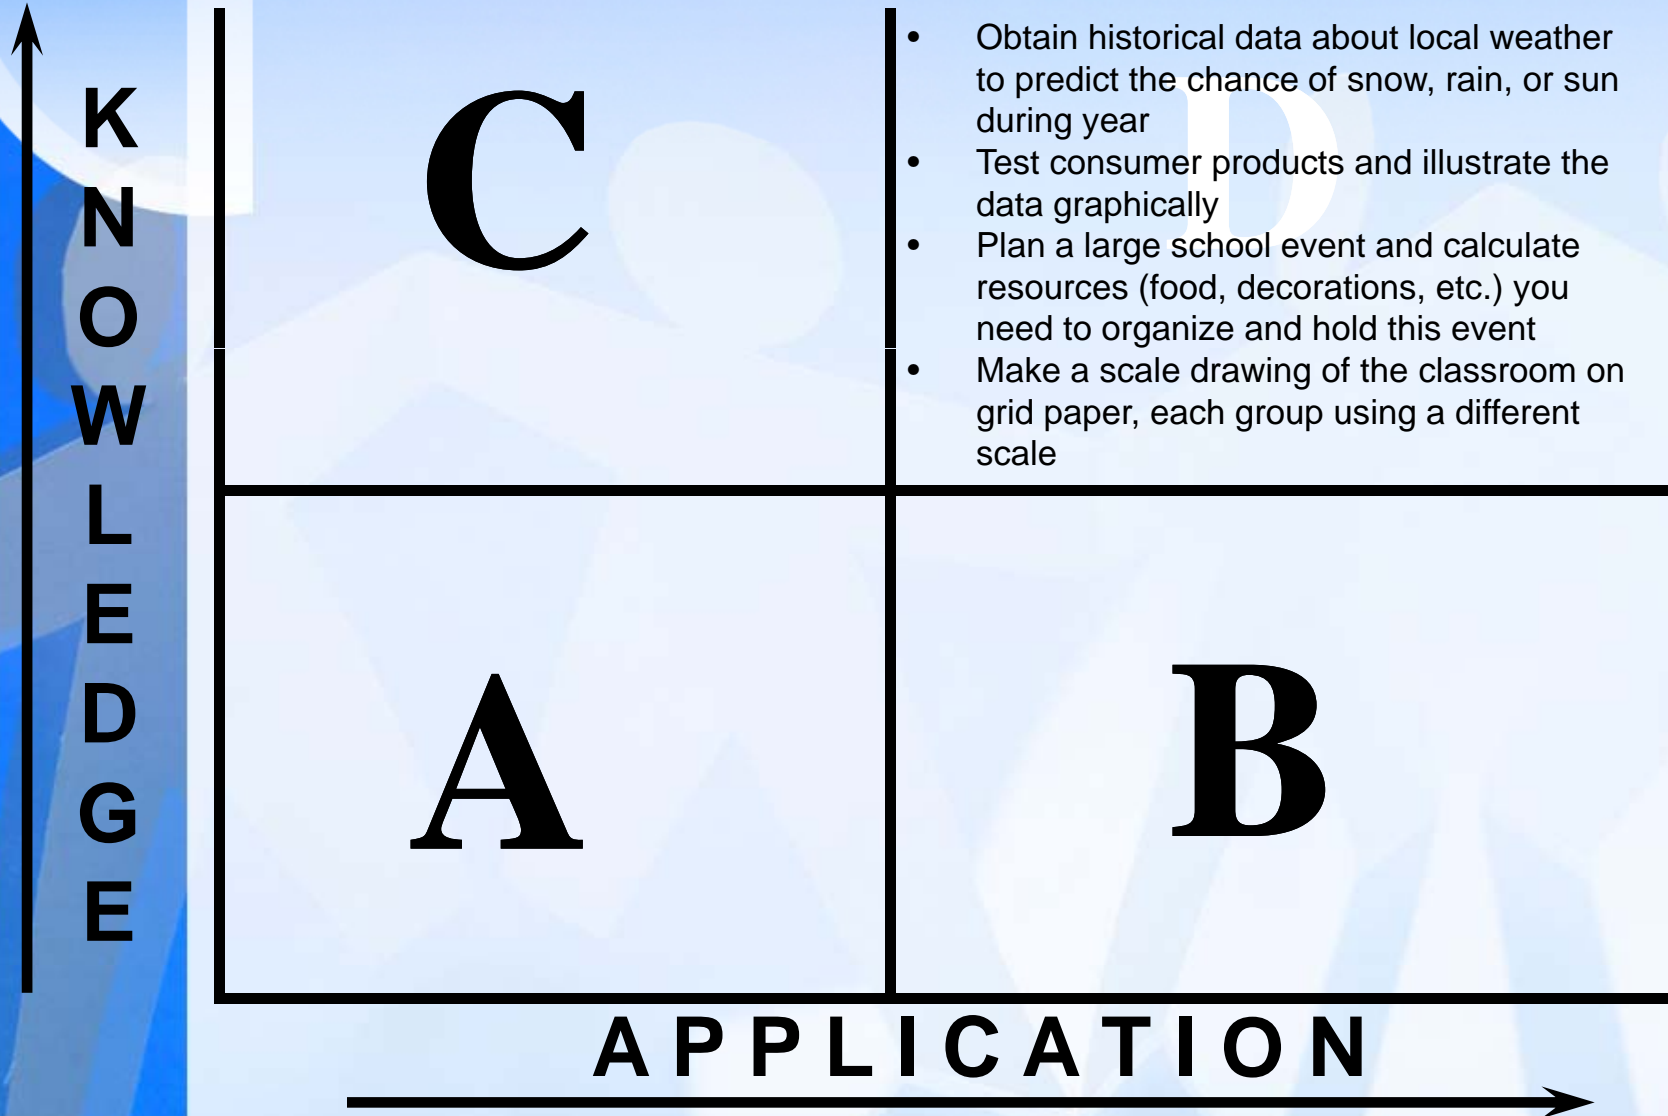 KNOWLEDGE
C
D
• Obtain historical data about local weather
to predict the chance of snow, rain, or sun
during year
• Test consumer products and illustrate the
data graphically
• Plan a large school event and calculate
resources (food, decorations, etc.) you
need to organize and hold this event
• Make a scale drawing of the classroom on
grid paper, each group using a different
scale
A
B
APPLICATION